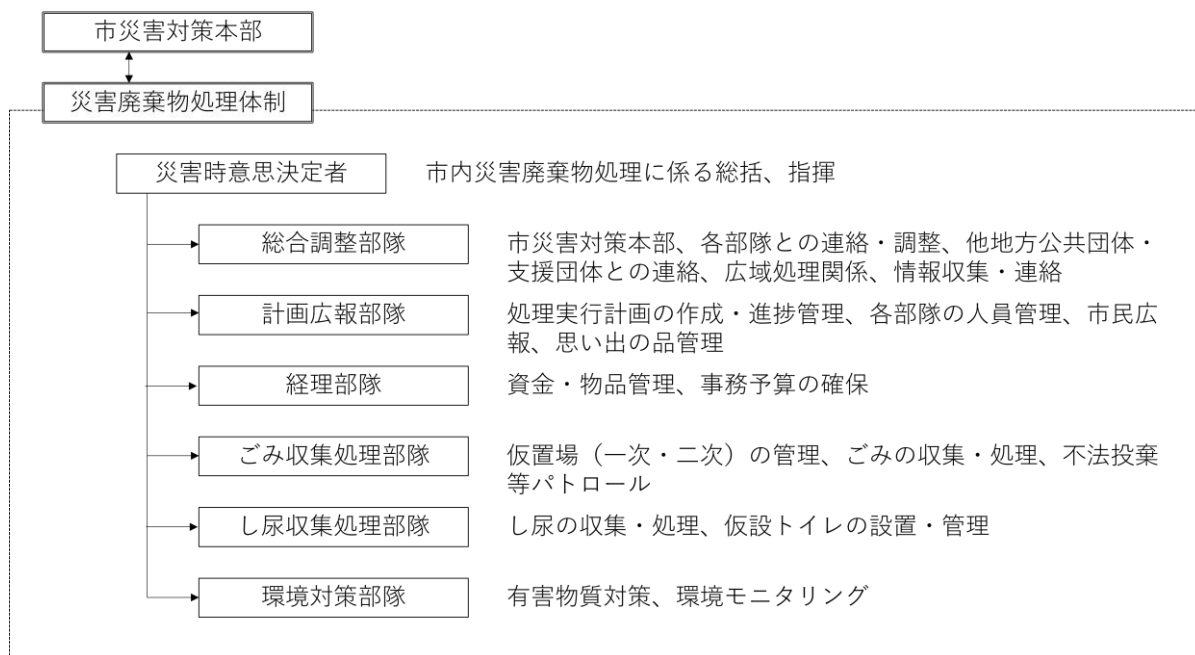 市災害対策本部
災害廃棄物処理体制
災害時意思決定者
市内災害廃棄物処理に係る総括、指揮
総合調整部隊
市災害対策本部、各部隊との連絡・調整、他地方公共団体・
支援団体との連絡、広域処理関係、情報収集・連絡
計画広報部隊
処理実行計画の作成・進捗管理、各部隊の人員管理、市民広
報、思い出の品管理
経理部隊
資金・物品管理、事務予算の確保
ごみ収集処理部隊
仮置場（一次・二次）の管理、ごみの収集・処理、不法投棄
等パトロール
し尿収集処理部隊
し尿の収集・処理、仮設トイレの設置・管理
環境対策部隊
有害物質対策、環境モニタリング